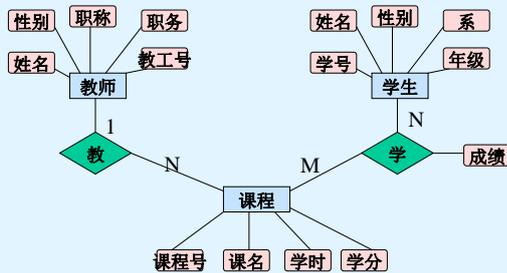 性别
职称
职务
姓名
教工号
教师
姓名
性别
系
学号
年级
学生
1
N
教
学
成绩
N
M
课程
课程号
课名
学时
学分